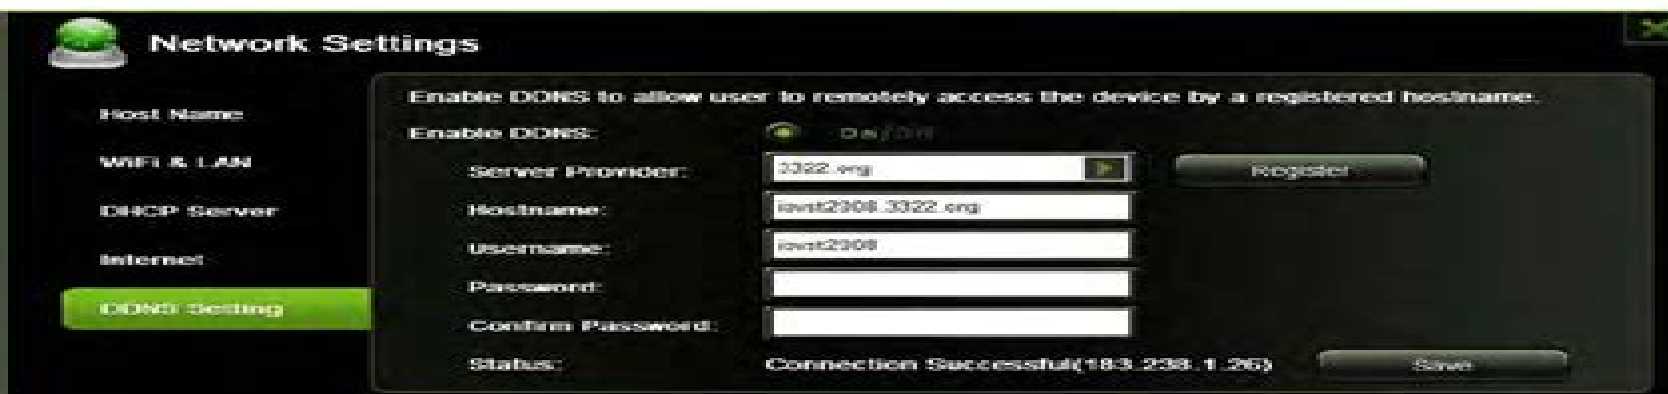 Network Settings
Host Name
WiFi & LAN
DHCP Server
Internet
DDNS Setting
Enable DDNS to allow user to remotely access the device by a registered hostname.
Enable DDNS:
On/Off
Server Provider:
3322.org
Register
Hostname:
Username:
Password:
Confirm Password:
Status:
Connection Successful(183.238.1.26)
Save